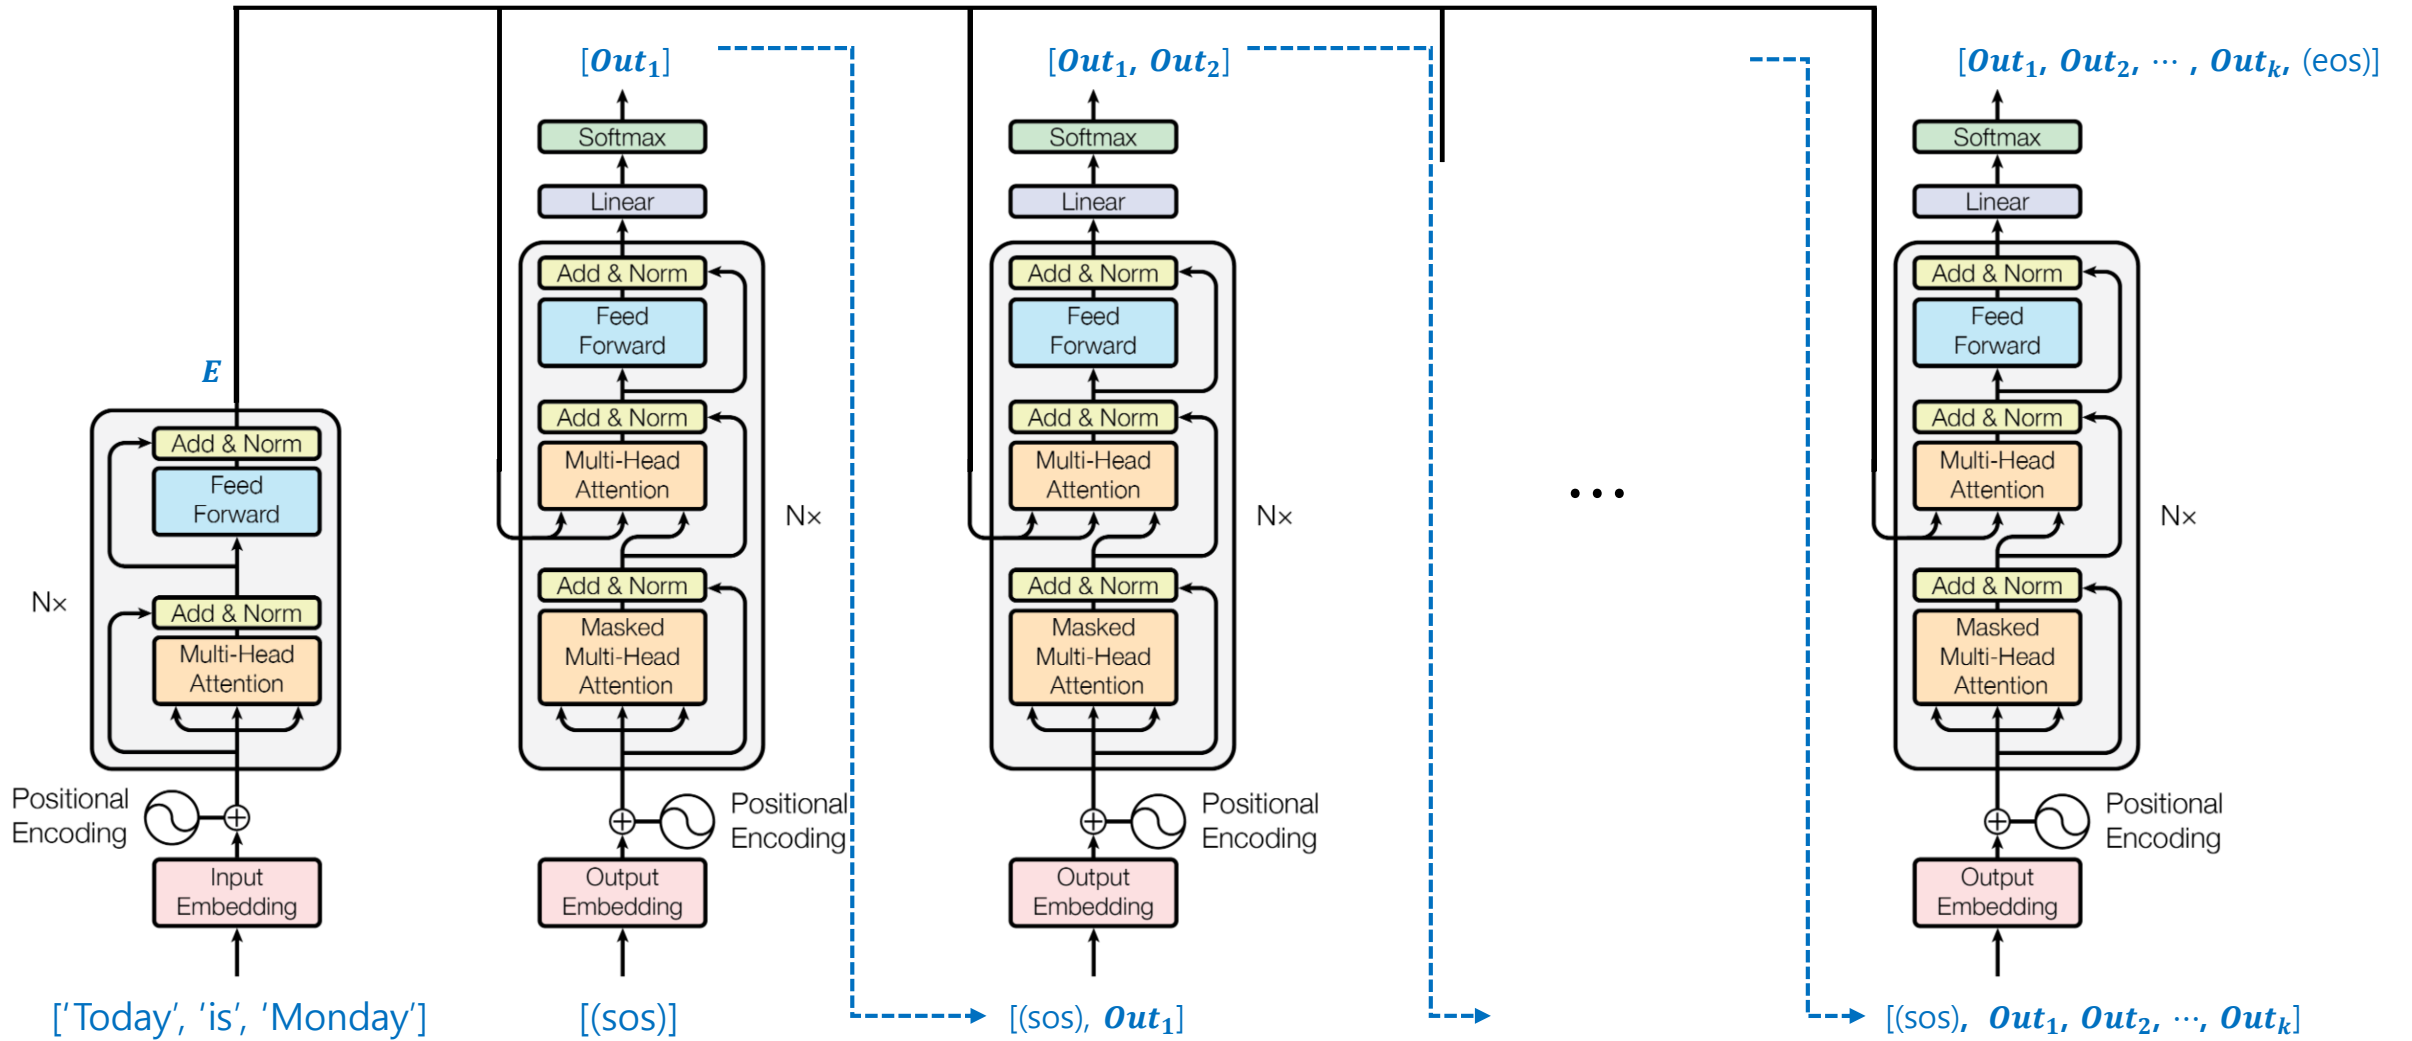 E
Add & Norm
Feed
Forward
Add & Norm
Multi-Head
Attention
N×
Positional
Encoding
Input
Embedding
['Today', 'is', 'Monday']
[Out₁]
Softmax
Linear
Add & Norm
Feed
Forward
Add & Norm
Multi-Head
Attention
N×
Add & Norm
Masked
Multi-Head
Attention
Positional
Encoding
Output
Embedding
[(sos)]
[Out₁, Out₂]
Softmax
Linear
Add & Norm
Feed
Forward
Add & Norm
Multi-Head
Attention
N×
Add & Norm
Masked
Multi-Head
Attention
Positional
Encoding
Output
Embedding
[(sos), Out₁]
...
[Out₁, Out₂, ⋯ , Outₖ, (eos)]
Softmax
Linear
Add & Norm
Feed
Forward
Add & Norm
Multi-Head
Attention
N×
Add & Norm
Masked
Multi-Head
Attention
Positional
Encoding
Output
Embedding
[(sos), Out₁, Out₂, ⋯, Outₖ]